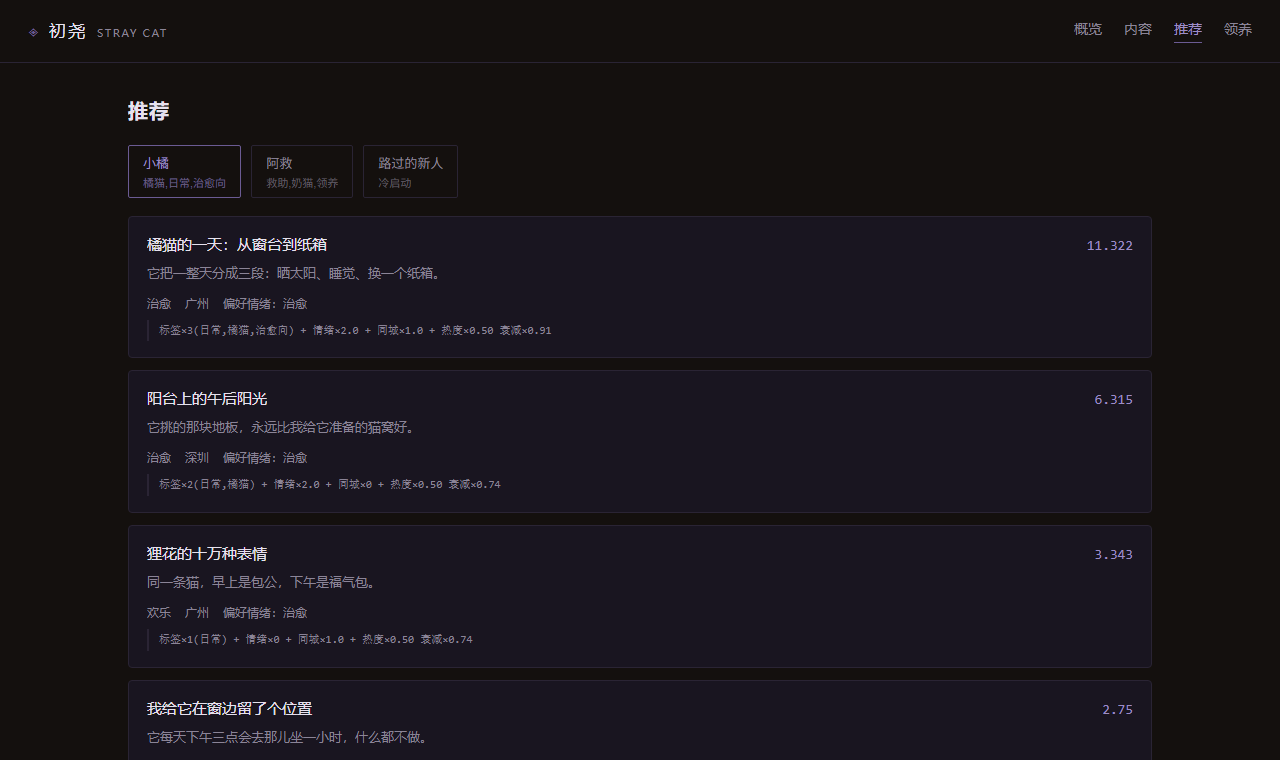 ◈ 初尧 STRAY CAT
概览 内容 推荐 领养
推荐
小橘 阿救 路过的新人
橘猫,日常,治愈向 救助,奶猫,领养 冷启动
橘猫的一天：从窗台到纸箱 11.322
它把一整天分成三段：晒太阳、睡觉、换一个纸箱。
治愈 广州 偏好情绪：治愈
标签×3(日常,橘猫,治愈向) + 情绪×2.0 + 同城×1.0 + 热度×0.50 衰减×0.91
阳台上的午后阳光 6.315
它挑的那块地板，永远比我给它准备的猫窝好。
治愈 深圳 偏好情绪：治愈
标签×2(日常,橘猫) + 情绪×2.0 + 同城×0 + 热度×0.50 衰减×0.74
狸花的十万种表情 3.343
同一条猫，早上是包公，下午是福气包。
欢乐 广州 偏好情绪：治愈
标签×1(日常) + 情绪×0 + 同城×1.0 + 热度×0.50 衰减×0.74
我给它在窗边留了个位置 2.75
它每天下午三点会去那儿坐一小时，什么都不做。